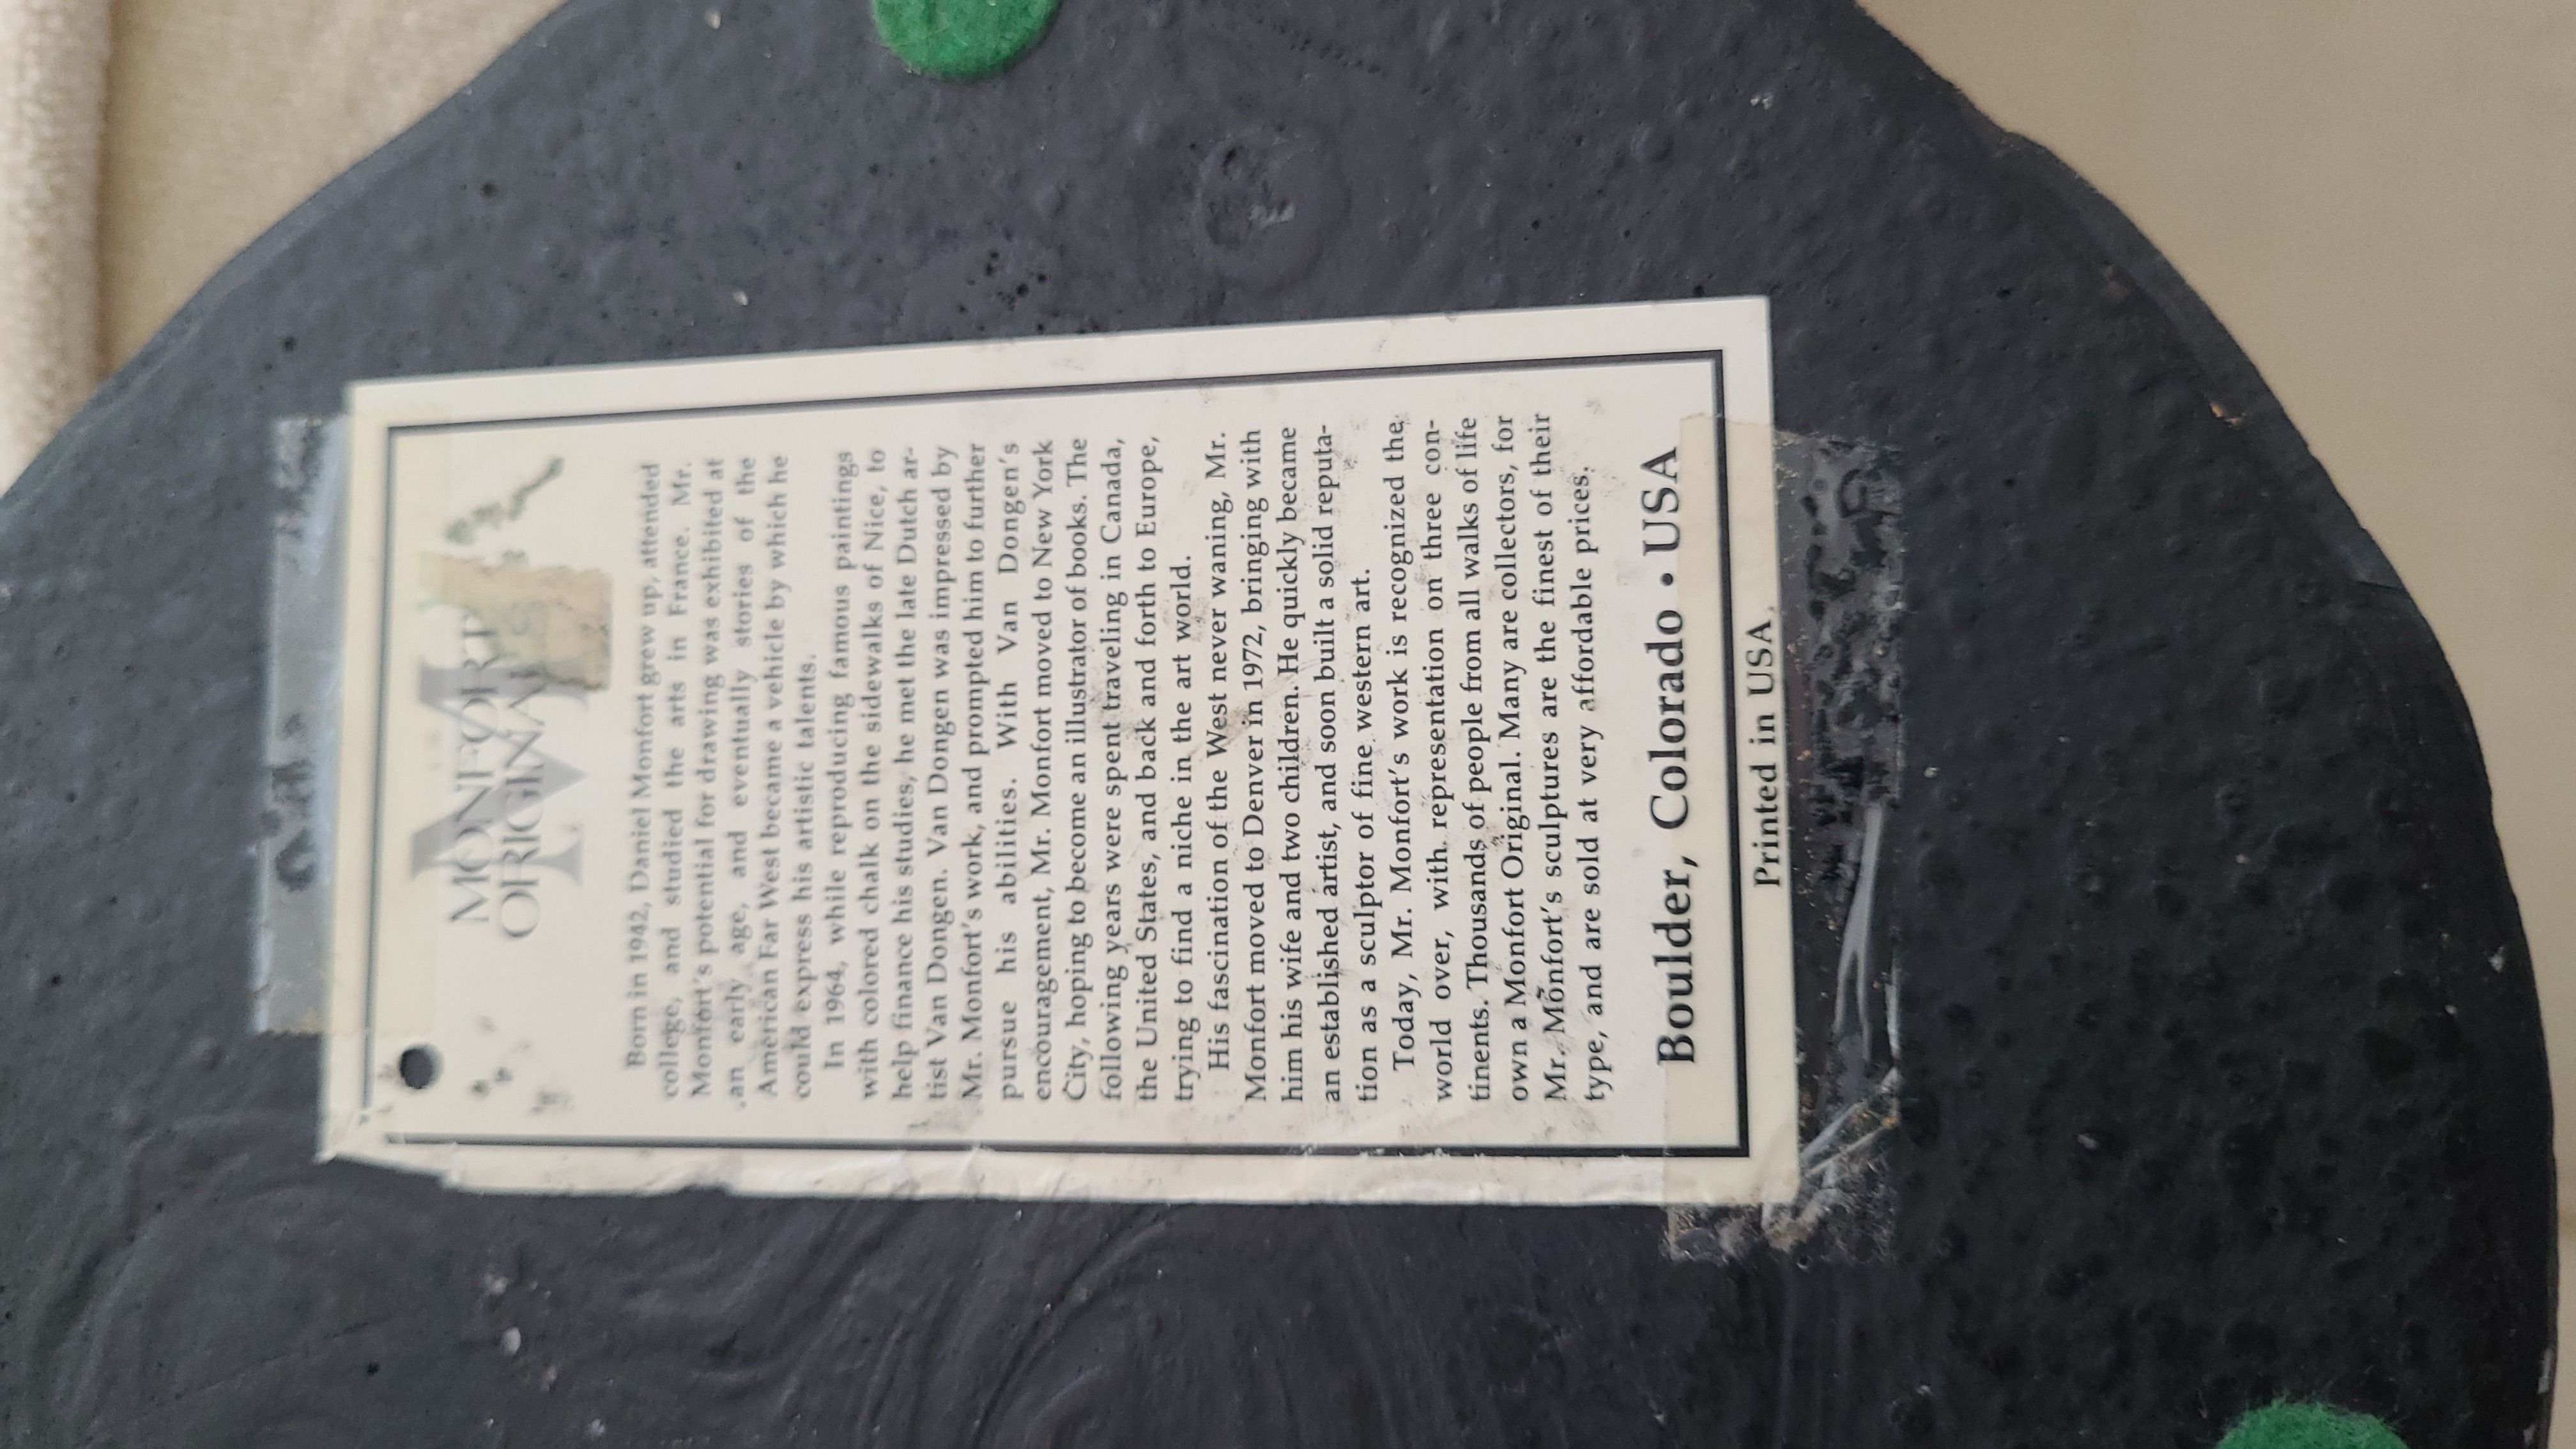 MONFORT
ORIGINAL
Born in 1942, Daniel Monfort grew up, attended
college, and studied the arts in France. Mr.
Monfort's potential for drawing was exhibited at
an early age, and eventually stories of the
American Far West became a vehicle by which he
could express his artistic talents.
In 1964, while reproducing famous paintings
with colored chalk on the sidewalks of Nice, to
help finance his studies, he met the late Dutch ar-
tist Van Dongen. Van Dongen was impressed by
Mr. Monfort's work, and prompted him to further
pursue his abilities. With Van Dongen's
encouragement, Mr. Monfort moved to New York
City, hoping to become an illustrator of books. The
following years were spent traveling in Canada,
the United States, and back and forth to Europe,
trying to find a niche in the art world.
His fascination of the West never waning, Mr.
Monfort moved to Denver in 1972, bringing with
him his wife and two children. He quickly became
an established artist, and soon built a solid reputa-
tion as a sculptor of fine western art.
Today, Mr. Monfort's work is recognized the
world over, with representation on three con-
tinents. Thousands of people from all walks of life
own a Monfort Original. Many are collectors, for
Mr. Monfort's sculptures are the finest of their
type, and are sold at very affordable prices.
Boulder, Colorado • USA
Printed in USA